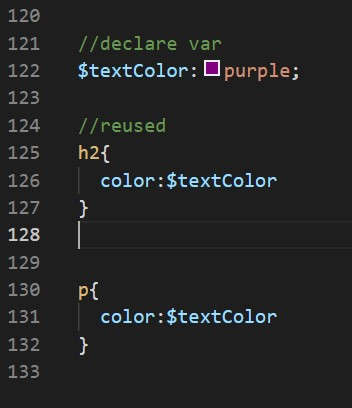 120
121 //declare var
122 $textColor: purple;
123
124 //reused
125 h2{
126 color:$textColor
127 }
128
129
130 p{
131 color:$textColor
132 }
133